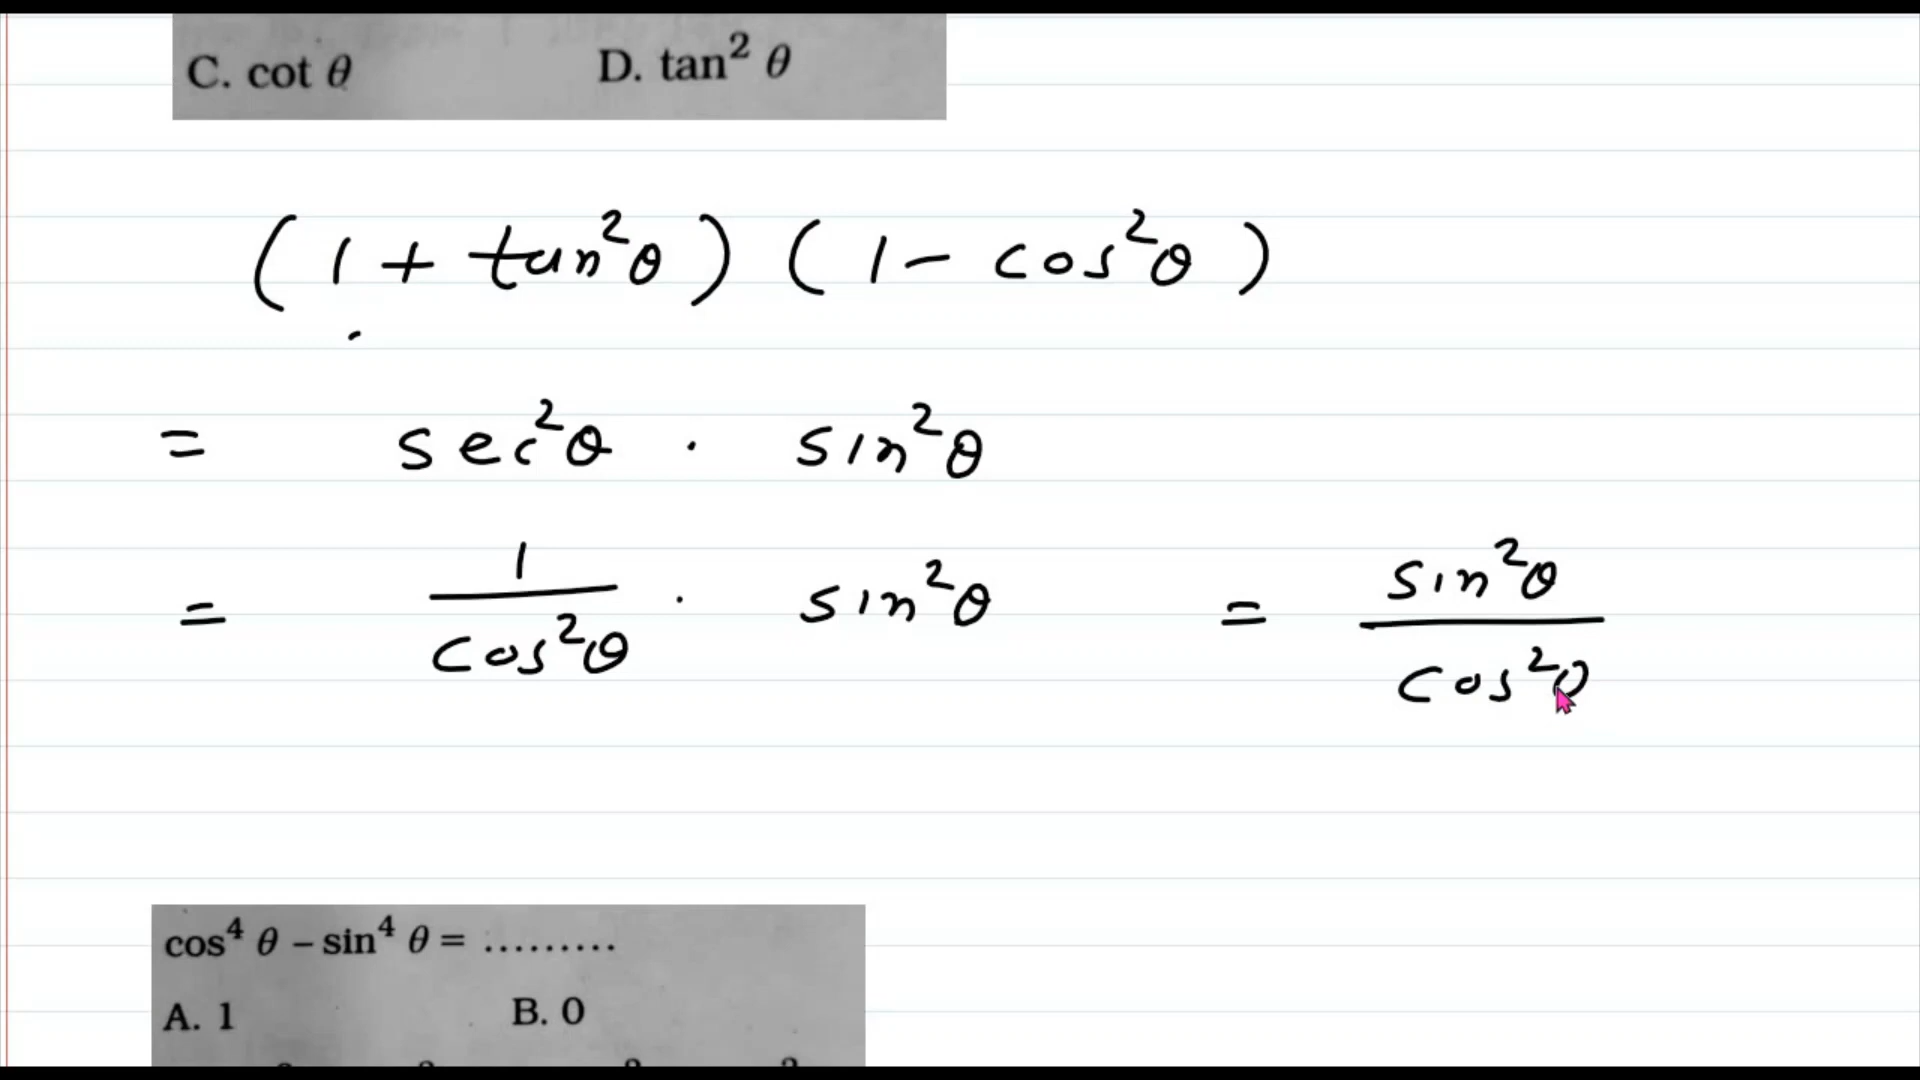 C. cot θ D. tan² θ
(1 + tan²θ) (1 - cos²θ)
= sec²θ . sin²θ
= 1/cos²θ . sin²θ = sin²θ/cos²θ
cos⁴ θ – sin⁴ θ = .........
A. 1 B. 0